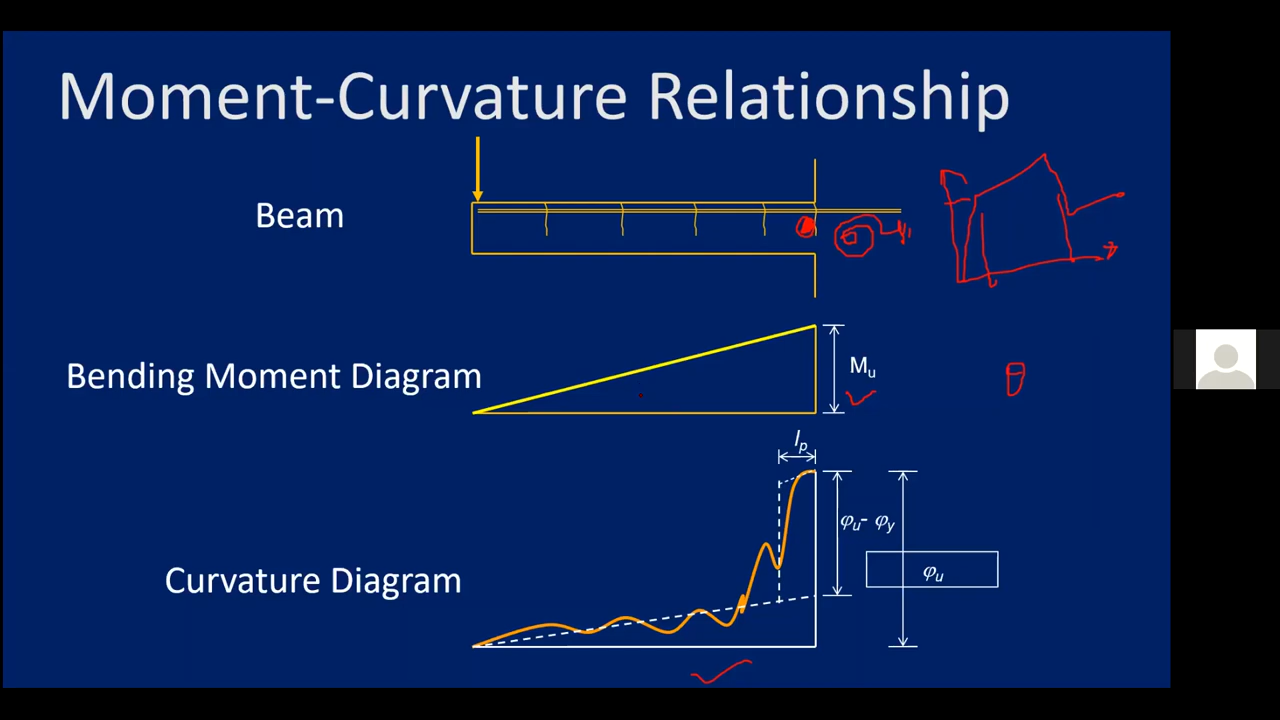 Moment-Curvature Relationship
Beam
Bending Moment Diagram
Mu
θ
lp
φu- φy
φu
Curvature Diagram